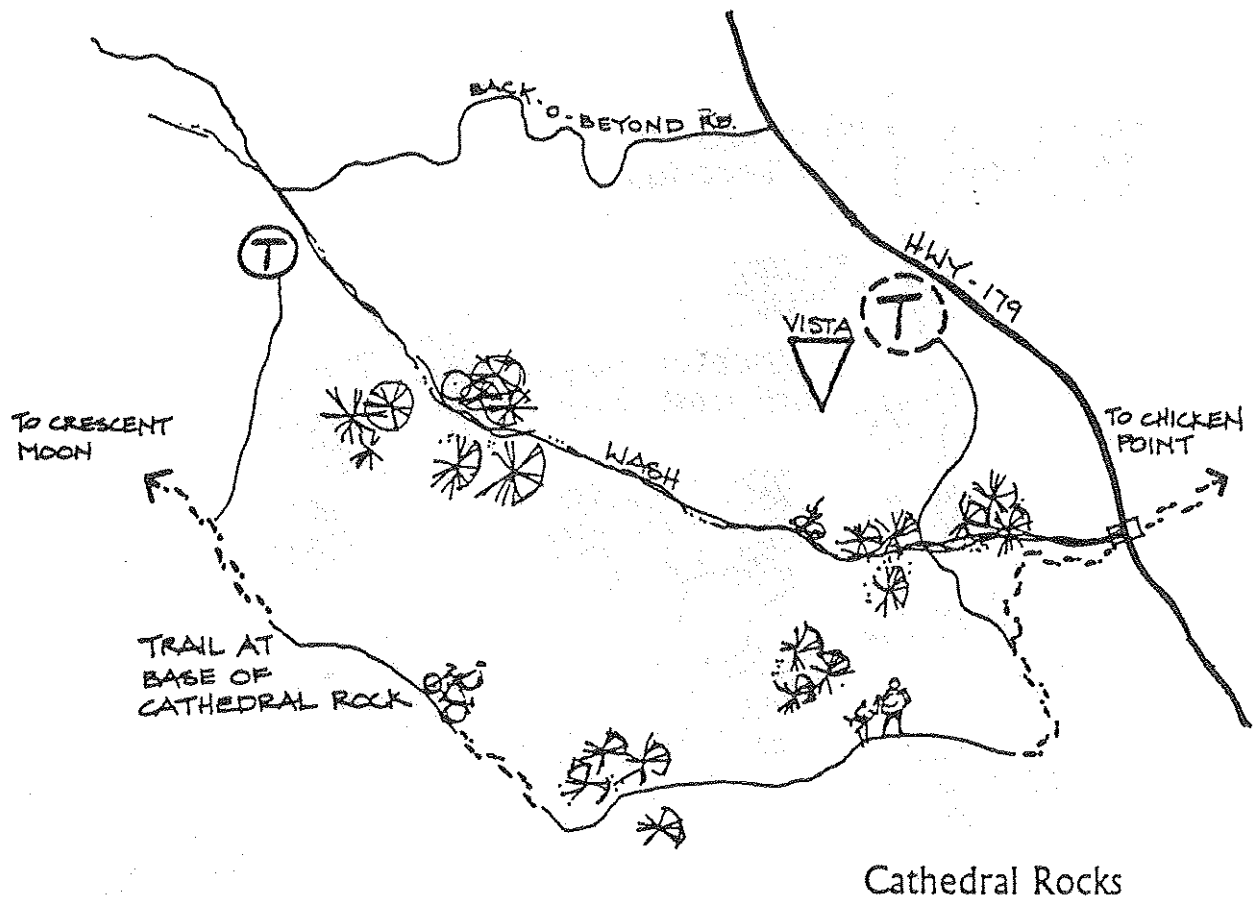 BACK-O-BEYOND RD.
T
HWY-179
T
VISTA
TO CRESCENT
MOON
TO CHICKEN
POINT
WASH
TRAIL AT
BASE OF
CATHEDRAL ROCK
Cathedral Rocks